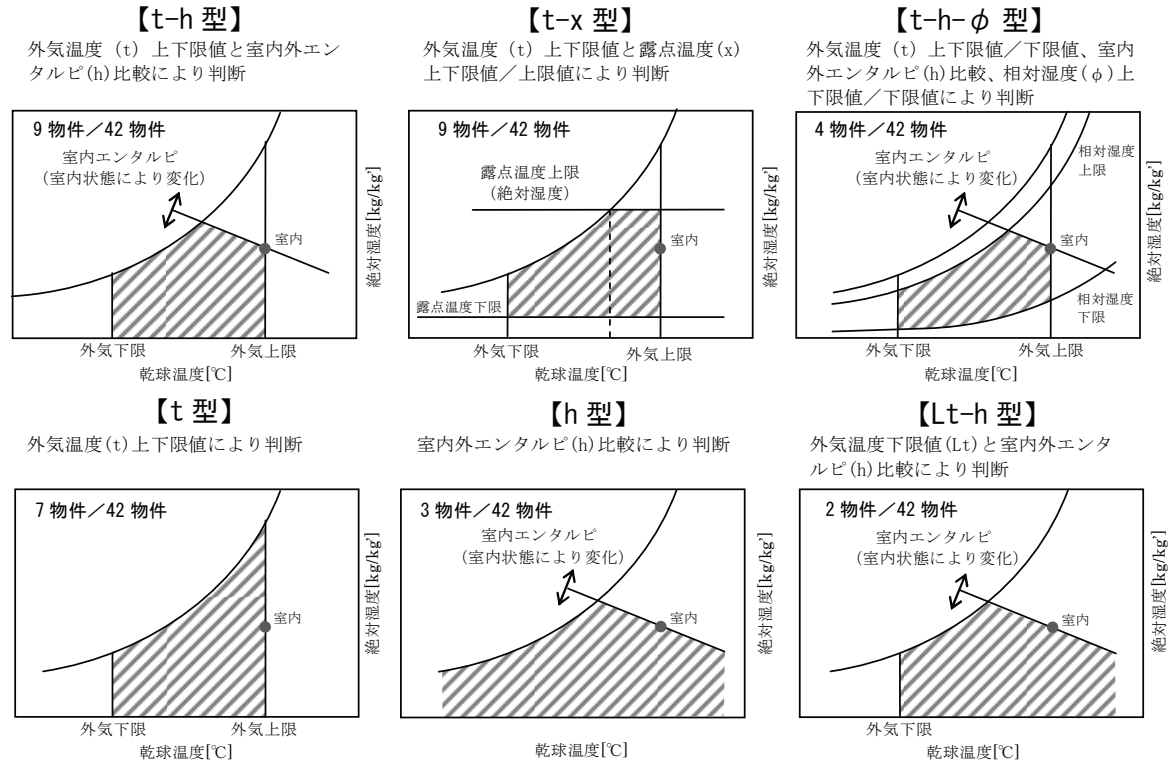 【t-h 型】
外気温度 (t) 上下限値と室内外エン
タルピ(h)比較により判断
9 物件／42 物件
室内エンタルピ
(室内状態により変化)
室内
絶対湿度[kg/kg']
外気下限
外気上限
乾球温度[℃]
【t-x 型】
外気温度 (t) 上下限値と露点温度(x)
上下限値／上限値により判断
9 物件／42 物件
露点温度上限
(絶対湿度)
室内
露点温度下限
絶対湿度[kg/kg']
外気下限
外気上限
乾球温度[℃]
【t-h-φ 型】
外気温度 (t) 上下限値／下限値、室内
外エンタルピ(h)比較、相対湿度(φ)上
下限値／下限値により判断
4 物件／42 物件
室内エンタルピ
(室内状態により変化)
相対湿度
上限
室内
相対湿度
下限
絶対湿度[kg/kg']
外気下限
外気上限
乾球温度[℃]
【t 型】
外気温度(t)上下限値により判断
7 物件／42 物件
室内
絶対湿度[kg/kg']
外気下限
外気上限
乾球温度[℃]
【h 型】
室内外エンタルピ(h)比較により判断
3 物件／42 物件
室内エンタルピ
(室内状態により変化)
室内
絶対湿度[kg/kg']
乾球温度[℃]
【Lt-h 型】
外気温度下限値(Lt)と室内外エンタ
ルピ(h)比較により判断
2 物件／42 物件
室内エンタルピ
(室内状態により変化)
室内
絶対湿度[kg/kg']
外気下限
乾球温度[℃]